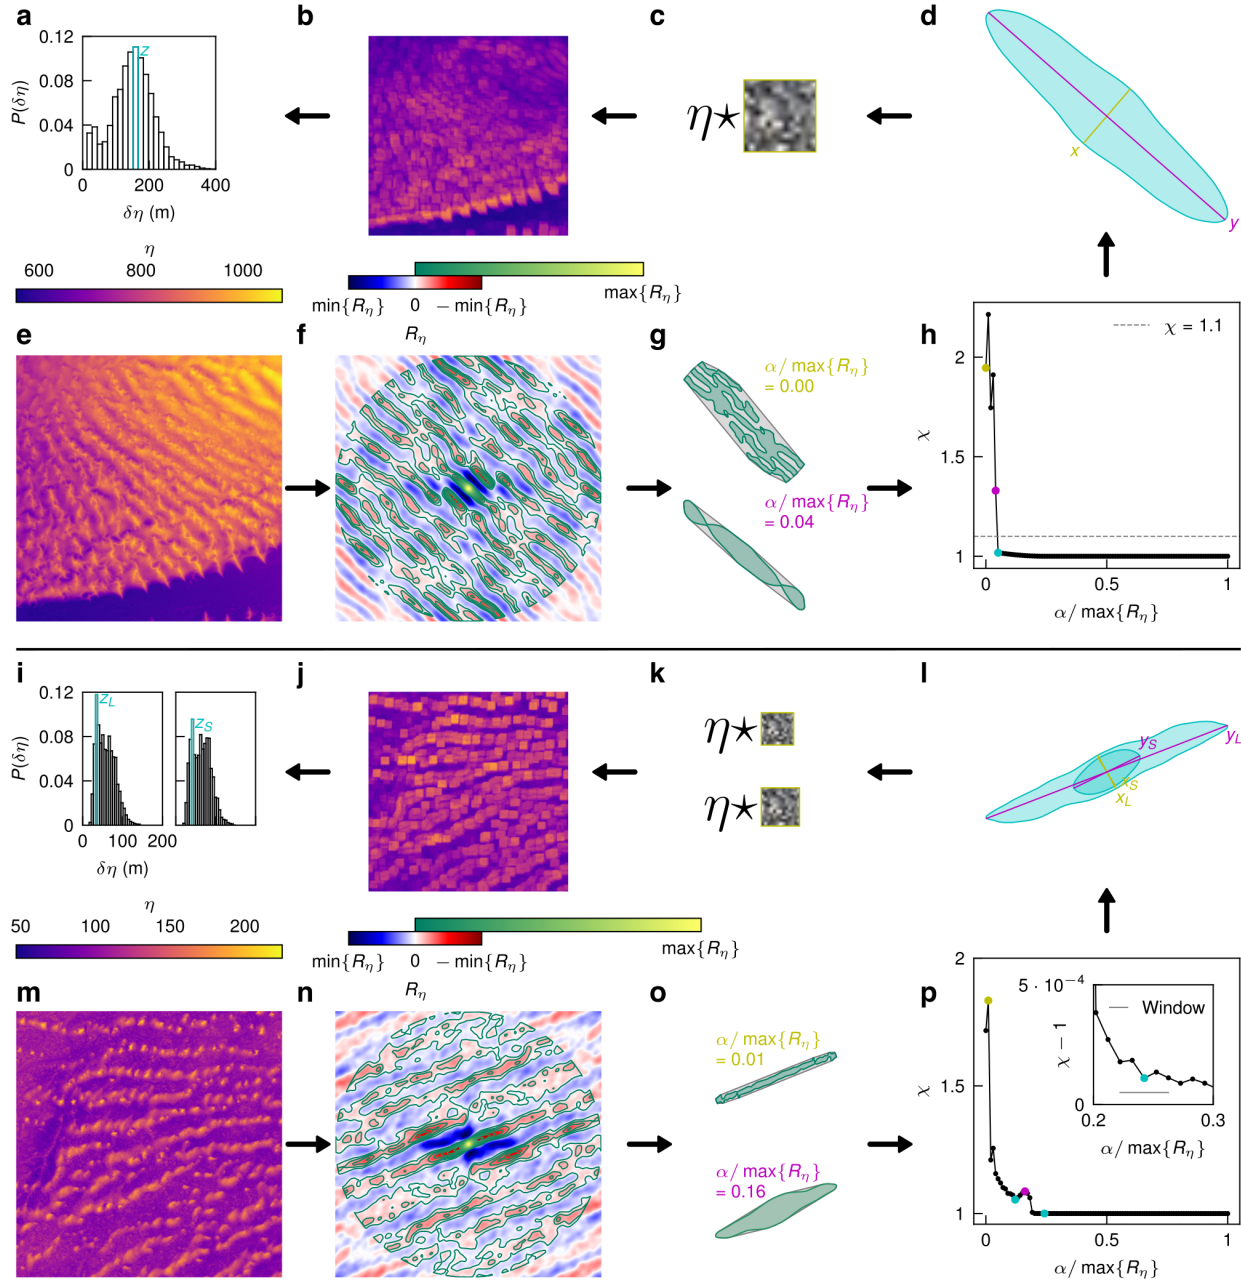 a
b
c
d
0.12
0.08
0.04
0
P(δη)
z
0
200
400
δη (m)
η⋆
x
y
η
600
800
1000
min{Rη}
0
− min{Rη}
max{Rη}
Rη
e
f
g
h
α/ max{Rη}
= 0.00
α/ max{Rη}
= 0.04
χ = 1.1
2
1.5
1
χ
0
0.5
1
α/ max{Rη}
i
j
k
l
0.12
0.08
0.04
0
P(δη)
zL
zS
0
100
200
δη (m)
η⋆
η⋆
yS
yL
xS
xL
η
50
100
150
200
min{Rη}
0
− min{Rη}
max{Rη}
Rη
m
n
o
p
α/ max{Rη}
= 0.01
α/ max{Rη}
= 0.16
2
1.5
1
χ
0
0.5
1
α/ max{Rη}
5 · 10⁻⁴
0
χ − 1
Window
0.2
0.3
α/ max{Rη}